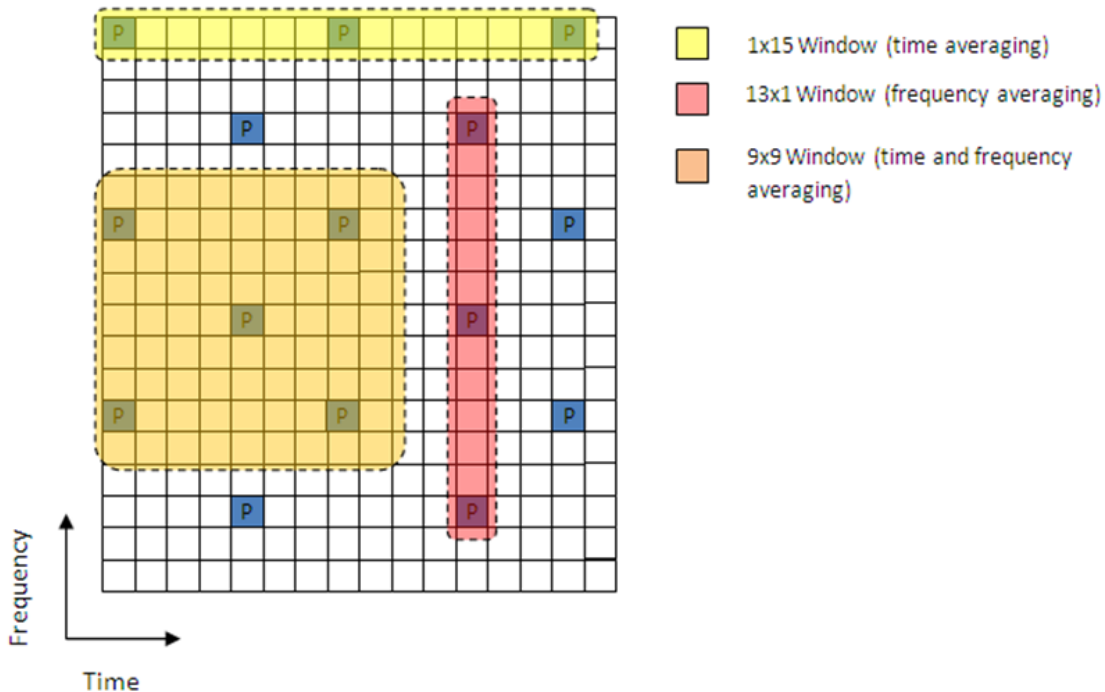 P P P
P P
P P P
P P
P P P
P P
1x15 Window (time averaging)
13x1 Window (frequency averaging)
9x9 Window (time and frequency
averaging)
Frequency
Time